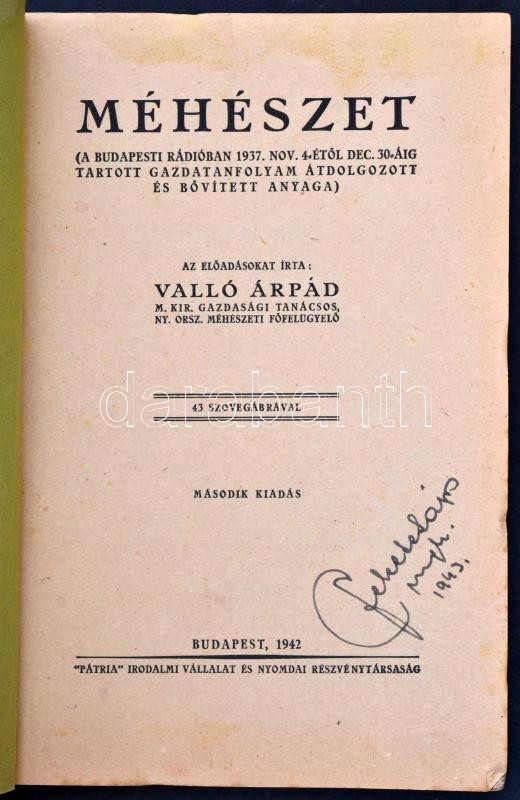 MÉHÉSZET
(A BUDAPESTI RÁDIÓBAN 1937. NOV. 4-ÉTŐL DEC. 30-ÁIG
TARTOTT GAZDATANFOLYAM ÁTDOLGOZOTT
ÉS BŐVÍTETT ANYAGA)
AZ ELŐADÁSOKAT ÍRTA:
VALLÓ ÁRPÁD
M. KIR. GAZDASÁGI TANÁCSOS,
NY. ORSZ. MÉHÉSZETI FŐFELÜGYELŐ
darabanth
43 SZÖVEGÁBRÁVAL
MÁSODIK KIADÁS
1943.
BUDAPEST, 1942
"PÁTRIA" IRODALMI VÁLLALAT ÉS NYOMDAI RÉSZVÉNYTÁRSASÁG